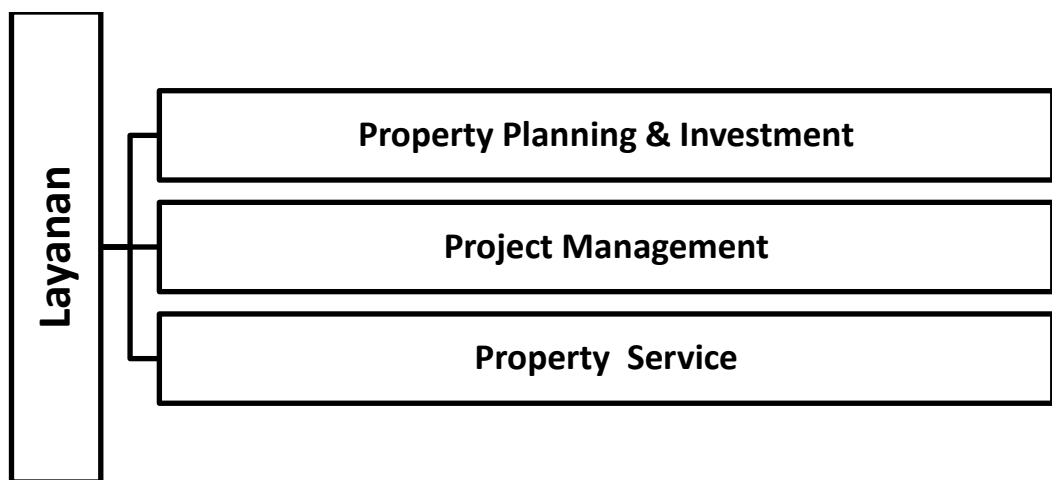 Layanan
Property Planning & Investment
Project Management
Property  Service